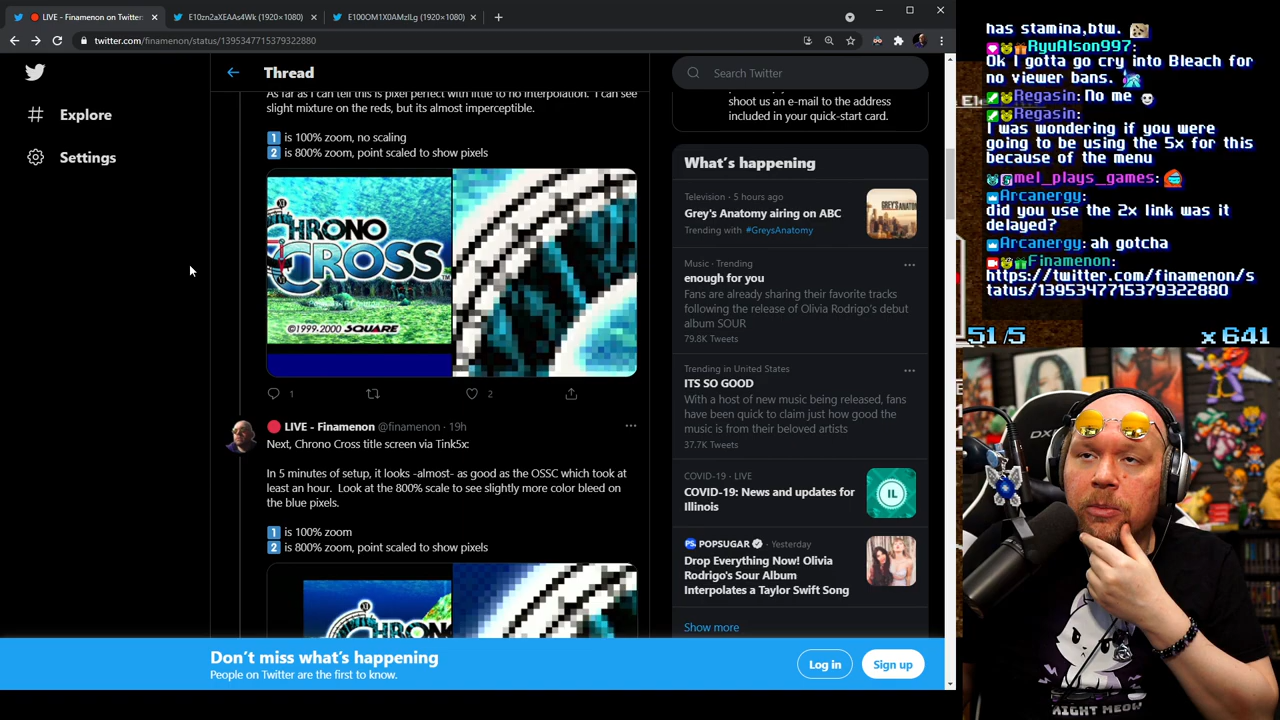 LIVE - Finamenon on Twitter:
E10zn2aXEAAs4Wk (1920×1080)
E100OM1X0AMzILg (1920×1080)
twitter.com/finamenon/status/1395347715379322880
Explore
Settings
Thread
As far as I can tell this is pixel perfect with little to no interpolation. I can see
slight mixture on the reds, but its almost imperceptible.
1 is 100% zoom, no scaling
2 is 800% zoom, point scaled to show pixels
CHRONO
CROSS
TM
©1999-2000 SQUARE
1
2
LIVE - Finamenon @finamenon · 19h
Next, Chrono Cross title screen via Tink5x:
In 5 minutes of setup, it looks -almost- as good as the OSSC which took at
least an hour. Look at the 800% scale to see slightly more color bleed on
the blue pixels.
1 is 100% zoom
2 is 800% zoom, point scaled to show pixels
CHRONO
Search Twitter
shoot us an e-mail to the address
included in your quick-start card.
What's happening
Television · 5 hours ago
Grey's Anatomy airing on ABC
Trending with #GreysAnatomy
Music · Trending
enough for you
Fans are already sharing their favorite tracks
following the release of Olivia Rodrigo's debut
album SOUR
79.8K Tweets
Trending in United States
ITS SO GOOD
With a host of new music being released, fans
have been quick to claim just how good the
music is from their beloved artists
37.7K Tweets
COVID-19 · LIVE
COVID-19: News and updates for
Illinois
IL
POPSUGAR · Yesterday
Drop Everything Now! Olivia
Rodrigo's Sour Album
Interpolates a Taylor Swift Song
Show more
Don't miss what's happening
People on Twitter are the first to know.
Log in
Sign up
has stamina,btw.
RyuAlson997:
Ok I gotta go cry into Bleach for
no viewer bans.
Regasin: No me
Regasin:
I was wondering if you were
going to be using the 5x for this
because of the menu
mel_plays_games:
Arcanergy:
did you use the 2x link was it
delayed?
Arcanergy: ah gotcha
Finamenon:
https://twitter.com/finamenon/s
tatus/1395347715379322880
51/5
x641